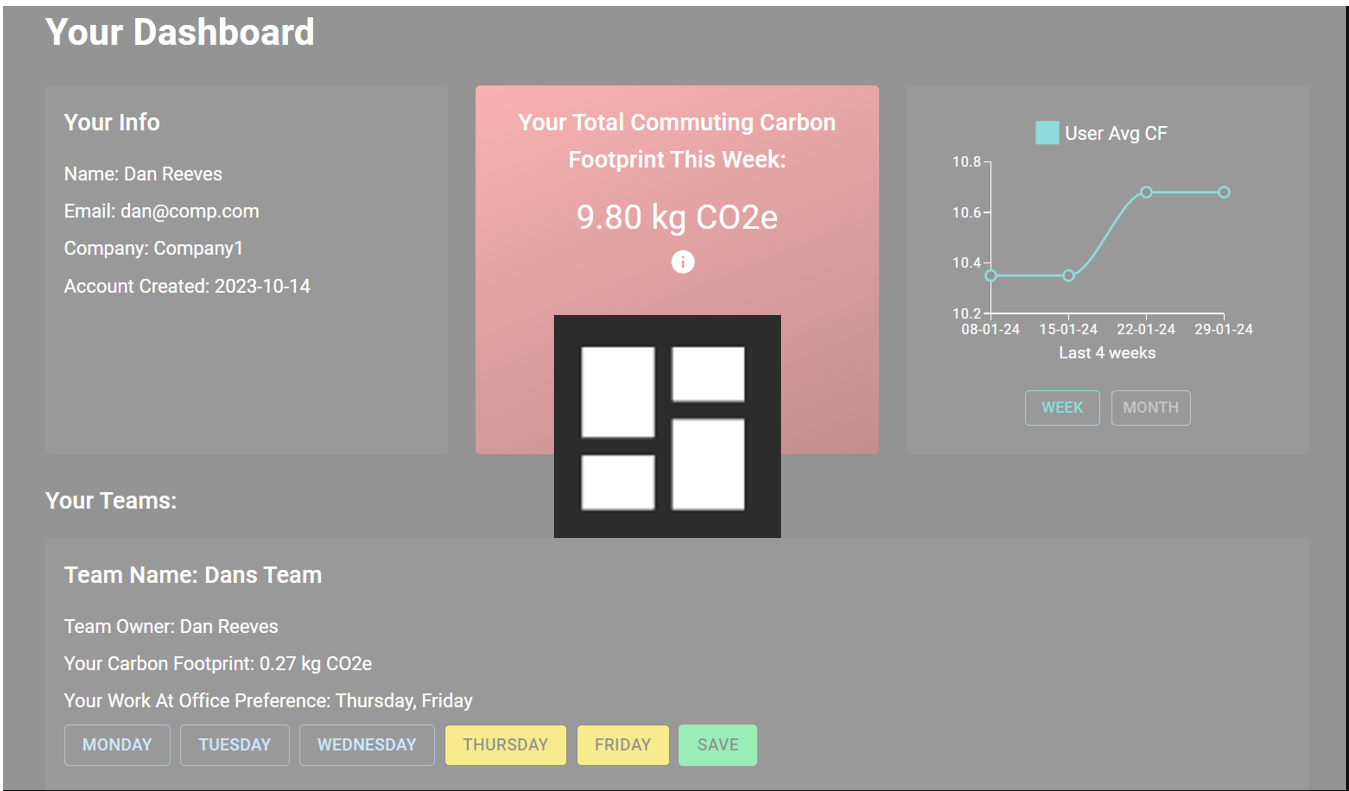 Your Dashboard
Your Info
Name: Dan Reeves
Email: dan@comp.com
Company: Company1
Account Created: 2023-10-14
Your Total Commuting Carbon
Footprint This Week:
9.80 kg CO2e
i
User Avg CF
10.8
10.6
10.4
10.2
08-01-24 15-01-24 22-01-24 29-01-24
Last 4 weeks
WEEK MONTH
Your Teams:
Team Name: Dans Team
Team Owner: Dan Reeves
Your Carbon Footprint: 0.27 kg CO2e
Your Work At Office Preference: Thursday, Friday
MONDAY TUESDAY WEDNESDAY THURSDAY FRIDAY SAVE